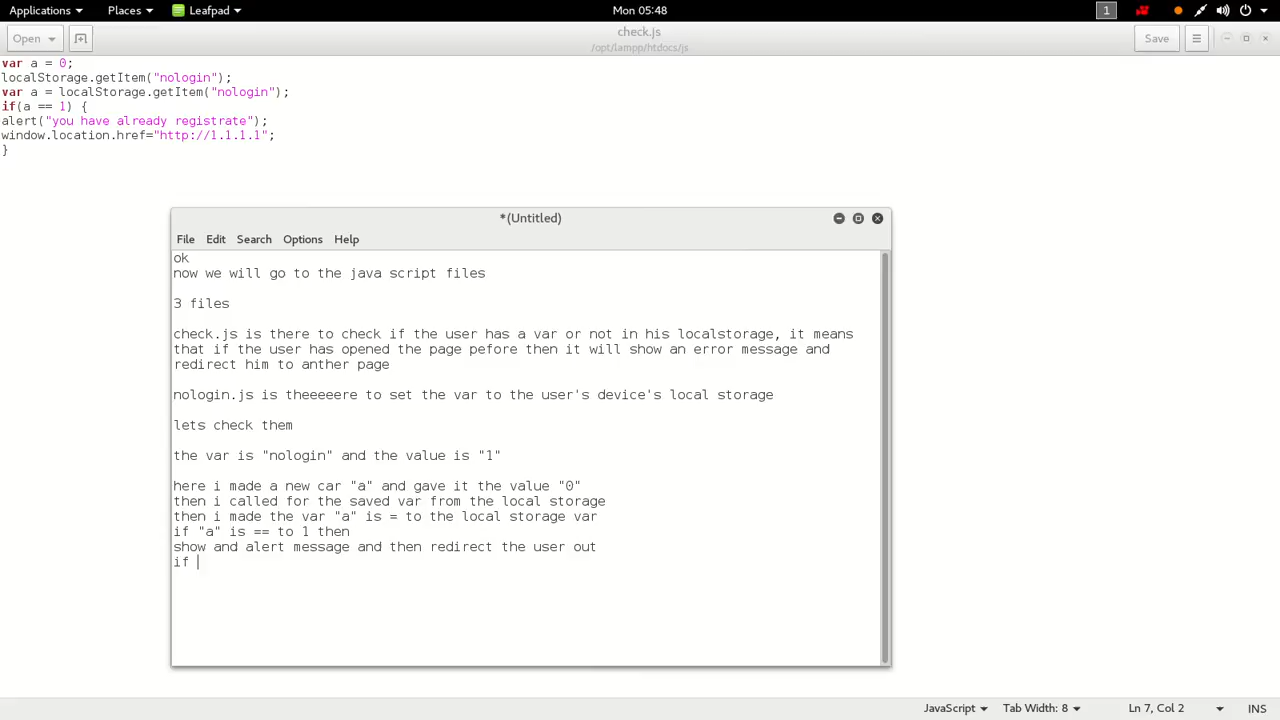 Applications Places Leafpad Mon 05:48 1
Open check.js Save
/opt/lampp/htdocs/js
var a = 0;
localStorage.getItem("nologin");
var a = localStorage.getItem("nologin");
if(a == 1) {
alert("you have already registrate");
window.location.href="http://1.1.1.1";
}
*(Untitled)
File Edit Search Options Help
ok
now we will go to the java script files
3 files
check.js is there to check if the user has a var or not in his localstorage, it means
that if the user has opened the page pefore then it will show an error message and
redirect him to anther page
nologin.js is theeeeere to set the var to the user's device's local storage
lets check them
the var is "nologin" and the value is "1"
here i made a new car "a" and gave it the value "0"
then i called for the saved var from the local storage
then i made the var "a" is = to the local storage var
if "a" is == to 1 then
show and alert message and then redirect the user out
if
JavaScript Tab Width: 8 Ln 7, Col 2 INS